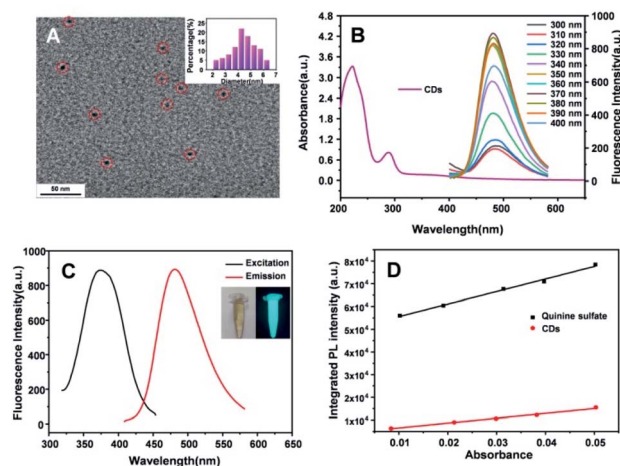 A
Percentage(%)
25
20
15
10
5
0
2 3 4 5 6 7
Diameter(nm)
50 nm
B
Absorbance(a.u.)
4.8
4.2
3.6
3.0
2.4
1.8
1.2
0.6
0.0
CDs
300 nm
310 nm
320 nm
330 nm
340 nm
350 nm
360 nm
370 nm
380 nm
390 nm
400 nm
1000
800
600
400
200
0
Fluorescence Intensity(a.u.)
200 300 400 500 600
Wavelength(nm)
C
Fluorescence Intensity(a.u.)
1000
800
600
400
200
0
Excitation
Emission
300 350 400 450 500 550 600 650
Wavelength(nm)
D
Integrated PL intensity (a.u.)
8x10⁴
7x10⁴
6x10⁴
5x10⁴
4x10⁴
2x10⁴
1x10⁴
Quinine sulfate
CDs
0.01 0.02 0.03 0.04 0.05
Absorbance